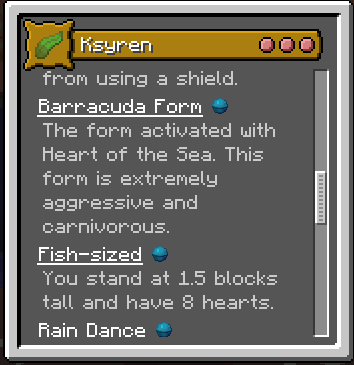 Ksyren
from using a shield.
Barracuda Form
The form activated with
Heart of the Sea. This
form is extremely
aggressive and
carnivorous.
Fish-sized
You stand at 1.5 blocks
tall and have 8 hearts.
Rain Dance